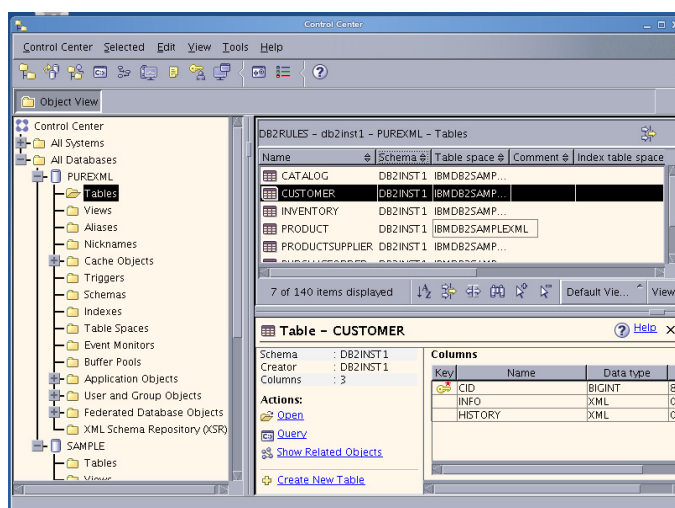 Control Center
Control Center Selected Edit View Tools Help
Object View
Control Center
All Systems
All Databases
PUREXML
Tables
Views
Aliases
Nicknames
Cache Objects
Triggers
Schemas
Indexes
Table Spaces
Event Monitors
Buffer Pools
Application Objects
User and Group Objects
Federated Database Objects
XML Schema Repository (XSR)
SAMPLE
Tables
Views
DB2RULES - db2inst1 - PUREXML - Tables
Name Schema Table space Comment Index table space
CATALOG DB2INST1 IBMDB2SAMP...
CUSTOMER DB2INST1 IBMDB2SAMP...
INVENTORY DB2INST1 IBMDB2SAMP...
PRODUCT DB2INST1 IBMDB2SAMPLEXML
PRODUCTSUPPLIER DB2INST1 IBMDB2SAMP...
7 of 140 items displayed Default Vie... View
Table - CUSTOMER Help
Schema : DB2INST1
Creator : DB2INST1
Columns : 3
Actions:
Open
Query
Show Related Objects
Create New Table
Columns
Key Name Data type
CID BIGINT 8
INFO XML 0
HISTORY XML 0